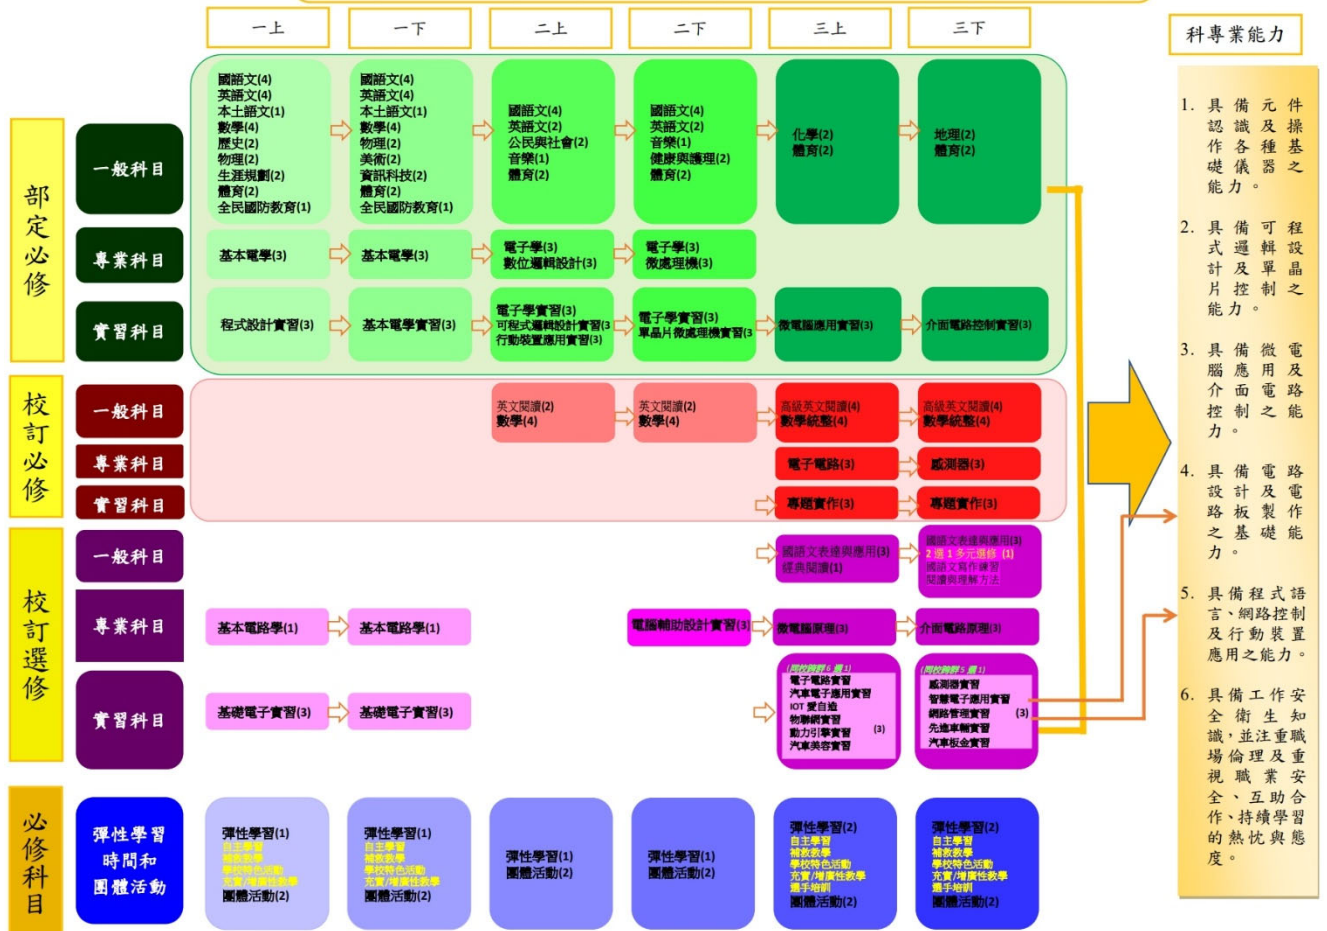 一上
一下
二上
二下
三上
三下
科專業能力
部定必修
一般科目
國語文(4)
英語文(4)
本土語文(1)
數學(4)
歷史(2)
物理(2)
生涯規劃(2)
體育(2)
全民國防教育(1)
國語文(4)
英語文(4)
本土語文(1)
數學(4)
物理(2)
美術(2)
資訊科技(2)
體育(2)
全民國防教育(1)
國語文(4)
英語文(2)
公民與社會(2)
音樂(1)
體育(2)
國語文(4)
英語文(2)
音樂(1)
健康與護理(2)
體育(2)
化學(2)
體育(2)
地理(2)
體育(2)
專業科目
基本電學(3)
基本電學(3)
電子學(3)
數位邏輯設計(3)
電子學(3)
微處理機(3)
實習科目
程式設計實習(3)
基本電學實習(3)
電子學實習(3)
可程式邏輯設計實習(3
行動裝置應用實習(3)
電子學實習(3)
單晶片微處理機實習(3
微電腦應用實習(3)
介面電路控制實習(3)
校訂必修
一般科目
英文閱讀(2)
數學(4)
英文閱讀(2)
數學(4)
高級英文閱讀(4)
數學統整(4)
高級英文閱讀(4)
數學統整(4)
專業科目
電子電路(3)
感測器(3)
實習科目
專題實作(3)
專題實作(3)
校訂選修
一般科目
國語文表達與應用(3)
經典閱讀(1)
國語文表達與應用(3)
2 選 1 多元選修 (1)
國語文寫作練習
閱讀與理解方法
專業科目
基本電路學(1)
基本電路學(1)
電腦輔助設計實習(3)
微電腦原理(3)
介面電路原理(3)
實習科目
基礎電子實習(3)
基礎電子實習(3)
(同校跨群 6 選 1)
電子電路實習
汽車電子應用實習
IOT 愛自造
物聯網實習
動力引擎實習 (3)
汽車美容實習
(同校跨群 5 選 1)
感測器實習
智慧電子應用實習
網路管理實習 (3)
先進車輛實習
汽車板金實習
必修科目
彈性學習
時間和
團體活動
彈性學習(1)
自主學習
補救教學
學校特色活動
充實/增廣性教學
團體活動(2)
彈性學習(1)
自主學習
補救教學
學校特色活動
充實/增廣性教學
團體活動(2)
彈性學習(1)
團體活動(2)
彈性學習(1)
團體活動(2)
彈性學習(2)
自主學習
補救教學
學校特色活動
充實/增廣性教學
選手培訓
團體活動(2)
彈性學習(2)
自主學習
補救教學
學校特色活動
充實/增廣性教學
選手培訓
團體活動(2)
1. 具備元件
認識及操
作各種基
礎儀器之
能力。
2. 具備可程
式邏輯設
計及單晶
片控制之
能力。
3. 具備微電
腦應用及
介面電路
控制之能
力。
4. 具備電路
設計及電
路板製作
之基礎能
力。
5. 具備程式語
言、網路控制
及行動裝置
應用之能力。
6. 具備工作安
全衛生知
識,並注重職
場倫理及重
視職業安
全、互助合
作、持續學習
的熱忱與態
度。